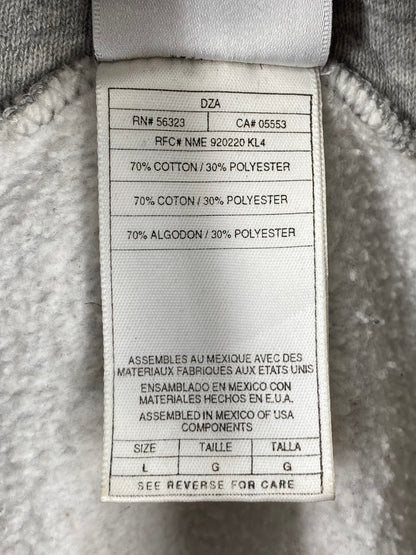 DZA
RN# 56323 CA# 05553
RFC# NME 920220 KL4
70% COTTON / 30% POLYESTER
70% COTON / 30% POLYESTER
70% ALGODON / 30% POLYESTER
ASSEMBLES AU MEXIQUE AVEC DES
MATERIAUX FABRIQUES AUX ETATS UNIS
ENSAMBLADO EN MEXICO CON
MATERIALES HECHOS EN E.U.A.
ASSEMBLED IN MEXICO OF USA
COMPONENTS
SIZE TAILLE TALLA
L G G
SEE REVERSE FOR CARE